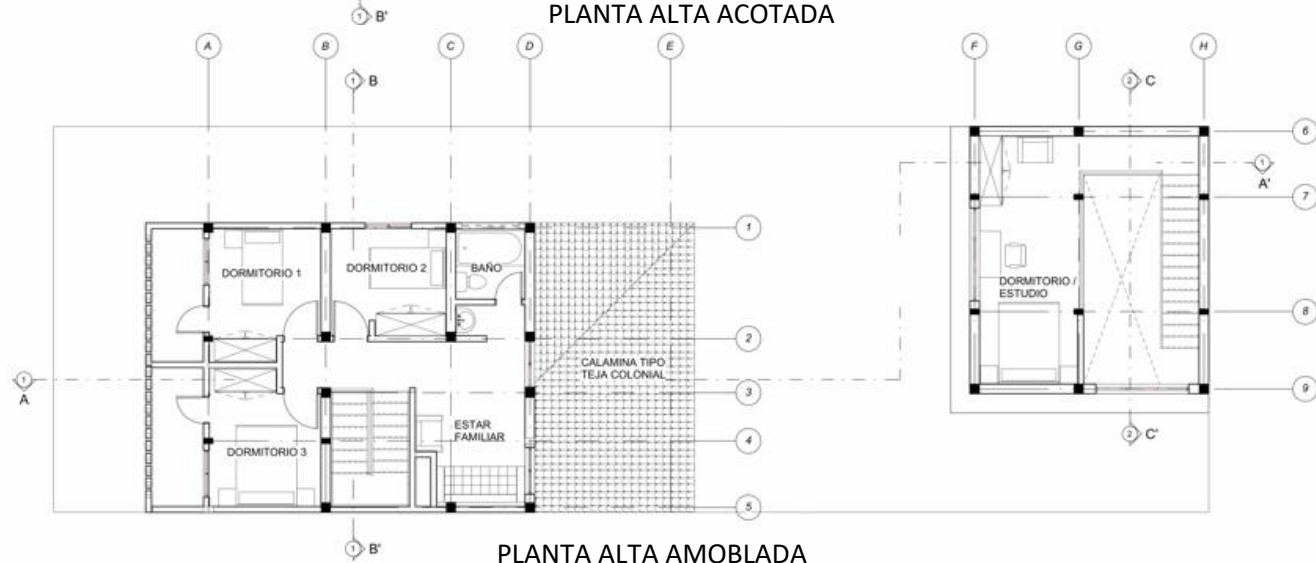 1 B'
PLANTA ALTA ACOTADA
A B C D E F G H
1 B
2 C
6
1
A'
7
1
DORMITORIO 1
DORMITORIO 2
BAÑO
DORMITORIO /
ESTUDIO
8
2
CALAMINA TIPO
TEJA COLONIAL
1
A
3
9
ESTAR
FAMILIAR
4
2 C'
DORMITORIO 3
5
1 B'
PLANTA ALTA AMOBLADA